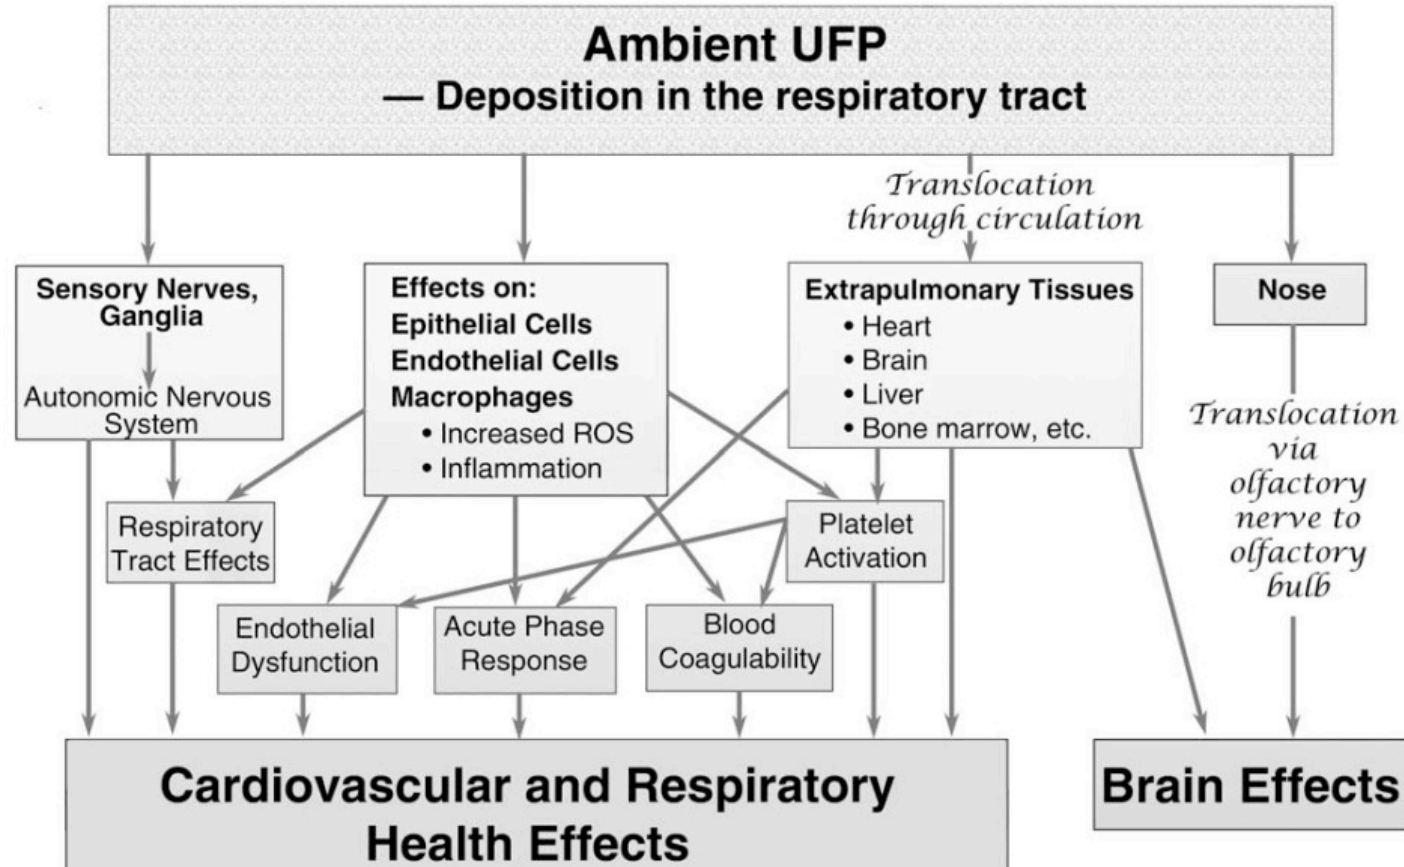 Ambient UFP
— Deposition in the respiratory tract
Translocation
through circulation
Sensory Nerves,
Ganglia
Autonomic Nervous
System
Effects on:
Epithelial Cells
Endothelial Cells
Macrophages
• Increased ROS
• Inflammation
Extrapulmonary Tissues
• Heart
• Brain
• Liver
• Bone marrow, etc.
Nose
Translocation
via
olfactory
nerve to
olfactory
bulb
Respiratory
Tract Effects
Platelet
Activation
Endothelial
Dysfunction
Acute Phase
Response
Blood
Coagulability
Cardiovascular and Respiratory
Health Effects
Brain Effects